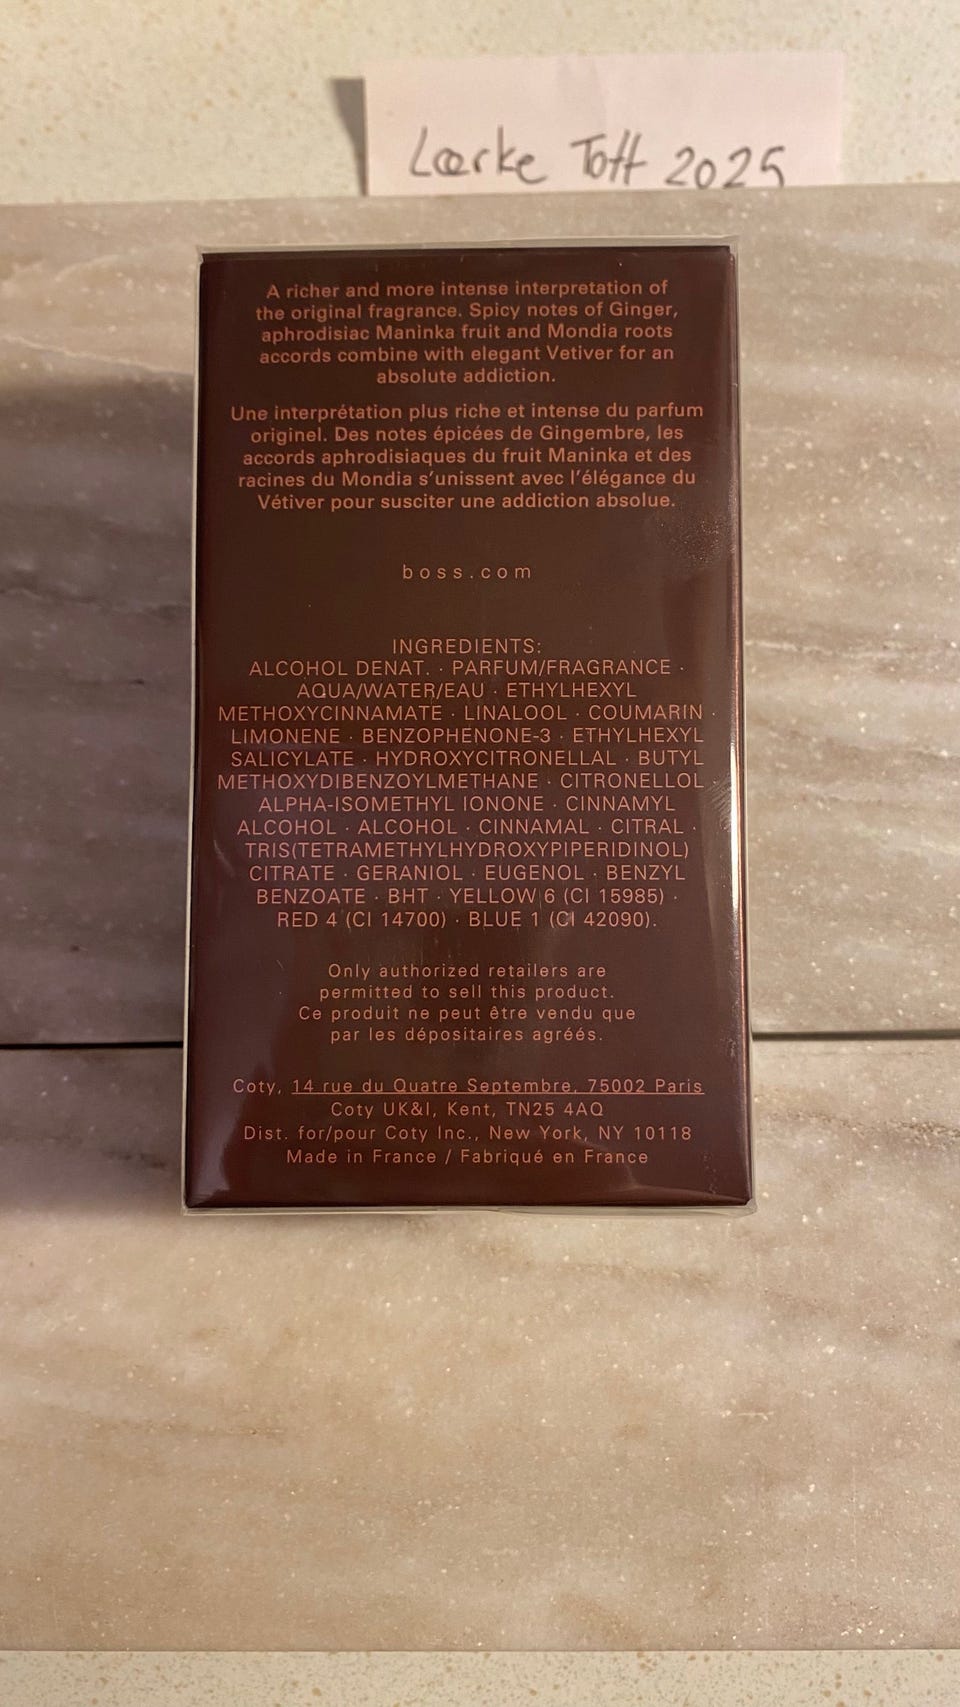 Lærke Toft 2025
A richer and more intense interpretation of
the original fragrance. Spicy notes of Ginger,
aphrodisiac Maninka fruit and Mondia roots
accords combine with elegant Vetiver for an
absolute addiction.
Une interprétation plus riche et intense du parfum
originel. Des notes épicées de Gingembre, les
accords aphrodisiaques du fruit Maninka et des
racines du Mondia s'unissent avec l'élégance du
Vétiver pour susciter une addiction absolue.
boss.com
INGREDIENTS:
ALCOHOL DENAT. · PARFUM/FRAGRANCE ·
AQUA/WATER/EAU · ETHYLHEXYL
METHOXYCINNAMATE · LINALOOL · COUMARIN ·
LIMONENE · BENZOPHENONE-3 · ETHYLHEXYL
SALICYLATE · HYDROXYCITRONELLAL · BUTYL
METHOXYDIBENZOYLMETHANE · CITRONELLOL
ALPHA-ISOMETHYL IONONE · CINNAMYL
ALCOHOL · ALCOHOL · CINNAMAL · CITRAL ·
TRIS(TETRAMETHYLHYDROXYPIPERIDINOL)
CITRATE · GERANIOL · EUGENOL · BENZYL
BENZOATE · BHT · YELLOW 6 (CI 15985) ·
RED 4 (CI 14700) · BLUE 1 (CI 42090).
Only authorized retailers are
permitted to sell this product.
Ce produit ne peut être vendu que
par les dépositaires agréés.
Coty, 14 rue du Quatre Septembre, 75002 Paris
Coty UK&I, Kent, TN25 4AQ
Dist. for/pour Coty Inc., New York, NY 10118
Made in France / Fabriqué en France